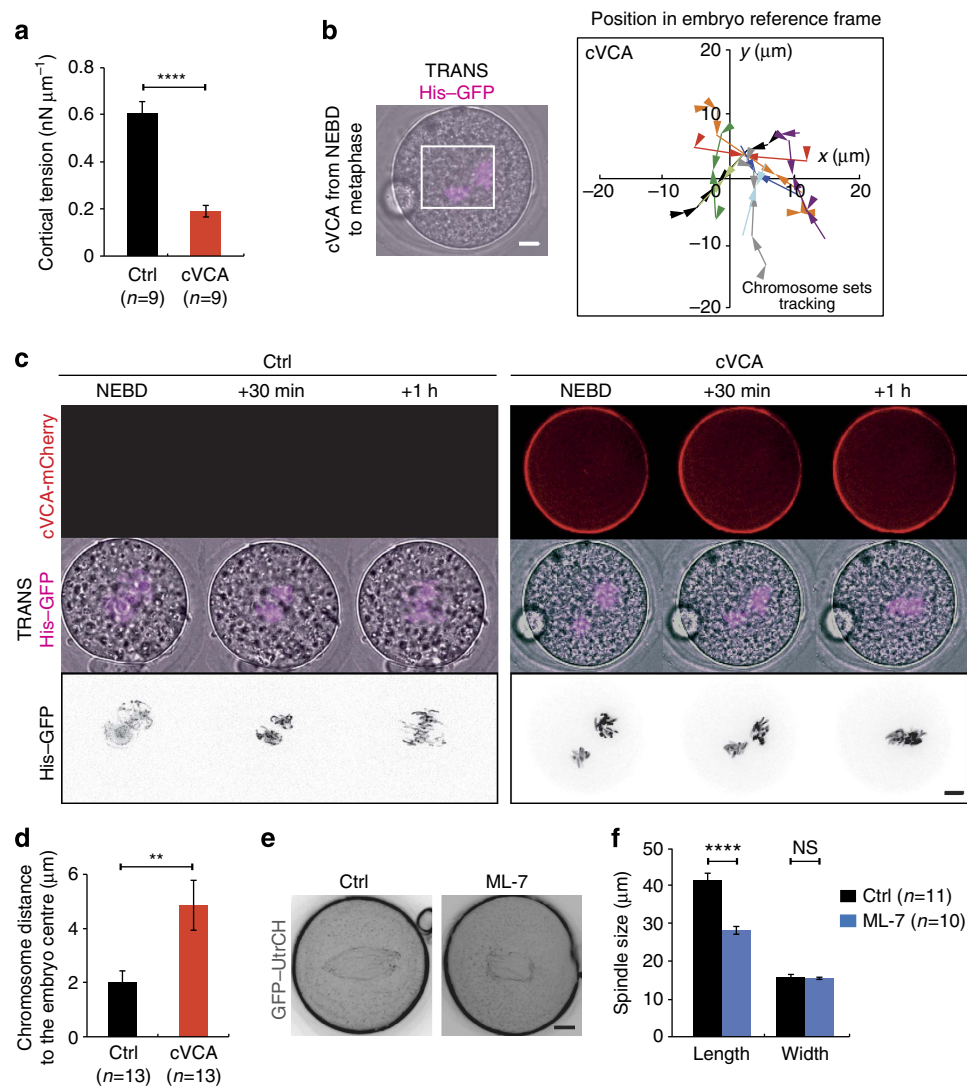 a
Cortical tension (nN μm⁻¹)
0.8
0.6
0.4
0.2
0
****
Ctrl
(n=9)
cVCA
(n=9)
b
cVCA from NEBD
to metaphase
TRANS
His–GFP
Position in embryo reference frame
cVCA
y (μm)
x (μm)
20
10
0
−10
−20
−20
−10
0
10
20
Chromosome sets
tracking
c
Ctrl
NEBD
+30 min
+1 h
cVCA
NEBD
+30 min
+1 h
cVCA-mCherry
TRANS
His–GFP
His–GFP
d
Chromosome distance
to the embryo centre (μm)
6
4
2
0
**
Ctrl
(n=13)
cVCA
(n=13)
e
Ctrl
ML-7
GFP–UtrCH
f
Spindle size (μm)
50
40
30
20
10
0
****
NS
Length
Width
Ctrl (n=11)
ML-7 (n=10)